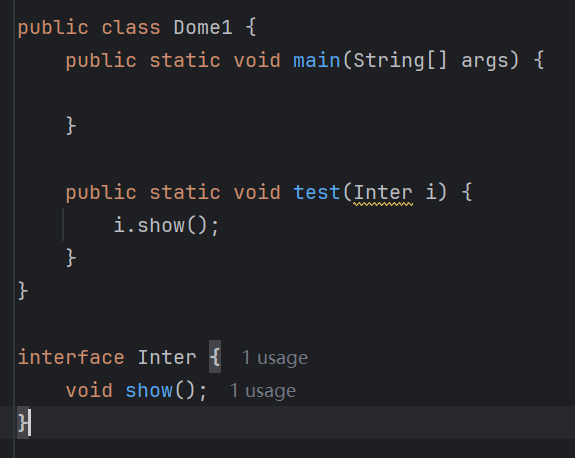 public class Dome1 {
    public static void main(String[] args) {

    }

    public static void test(Inter i) {
        i.show();
    }
}

interface Inter {  1 usage
    void show();  1 usage
}